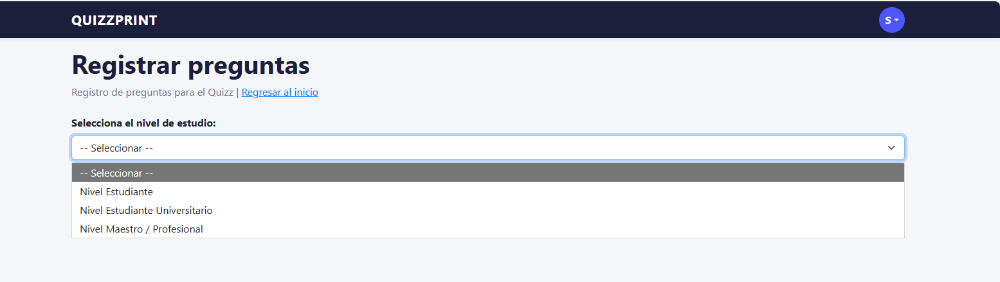 QUIZZPRINT
S
Registrar preguntas
Registro de preguntas para el Quizz | Regresar al inicio
Selecciona el nivel de estudio:
-- Seleccionar --
-- Seleccionar --
Nivel Estudiante
Nivel Estudiante Universitario
Nivel Maestro / Profesional